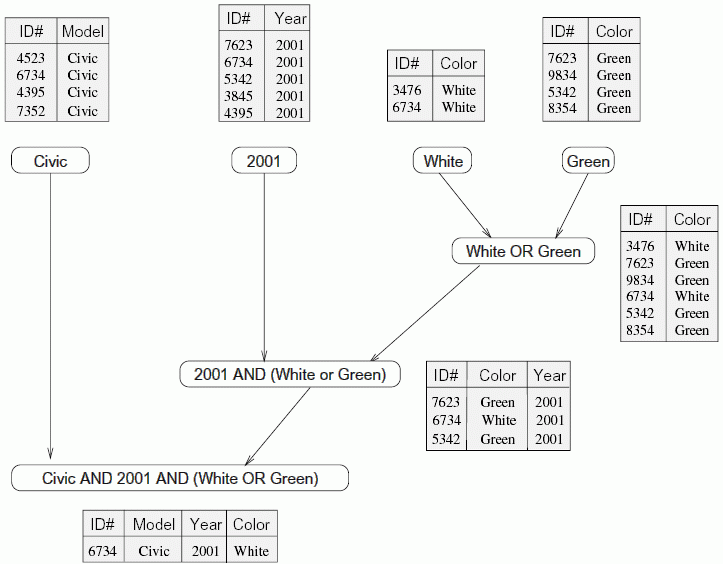 ID# Model
4523 Civic
6734 Civic
4395 Civic
7352 Civic
ID# Year
7623 2001
6734 2001
5342 2001
3845 2001
4395 2001
ID# Color
3476 White
6734 White
ID# Color
7623 Green
9834 Green
5342 Green
8354 Green
Civic
2001
White
Green
White OR Green
ID# Color
3476 White
7623 Green
9834 Green
6734 White
5342 Green
8354 Green
2001 AND (White or Green)
ID# Color Year
7623 Green 2001
6734 White 2001
5342 Green 2001
Civic AND 2001 AND (White OR Green)
ID# Model Year Color
6734 Civic 2001 White